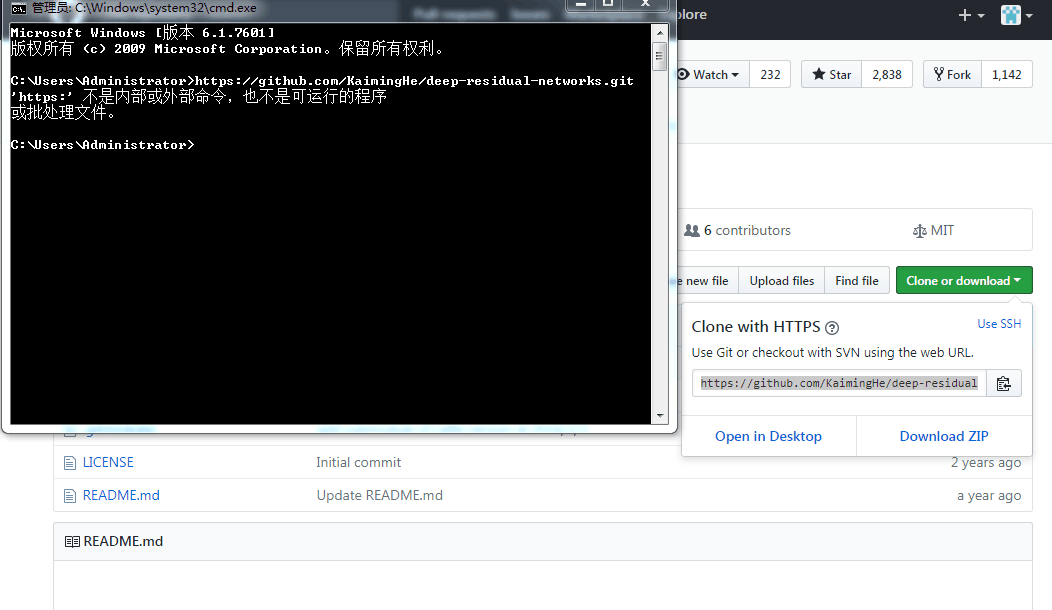 管理员: C:\Windows\system32\cmd.exe
Microsoft Windows [版本 6.1.7601]
版权所有 (c) 2009 Microsoft Corporation。保留所有权利。
C:\Users\Administrator>https://github.com/KaimingHe/deep-residual-networks.git
'https:' 不是内部或外部命令，也不是可运行的程序
或批处理文件。
C:\Users\Administrator>
Pull requests
plore
Watch 232 Star 2,838 Fork 1,142
6 contributors MIT
e new file Upload files Find file Clone or download
Clone with HTTPS Use SSH
Use Git or checkout with SVN using the web URL.
https://github.com/KaimingHe/deep-residual
Open in Desktop Download ZIP
LICENSE Initial commit 2 years ago
README.md Update README.md a year ago
README.md